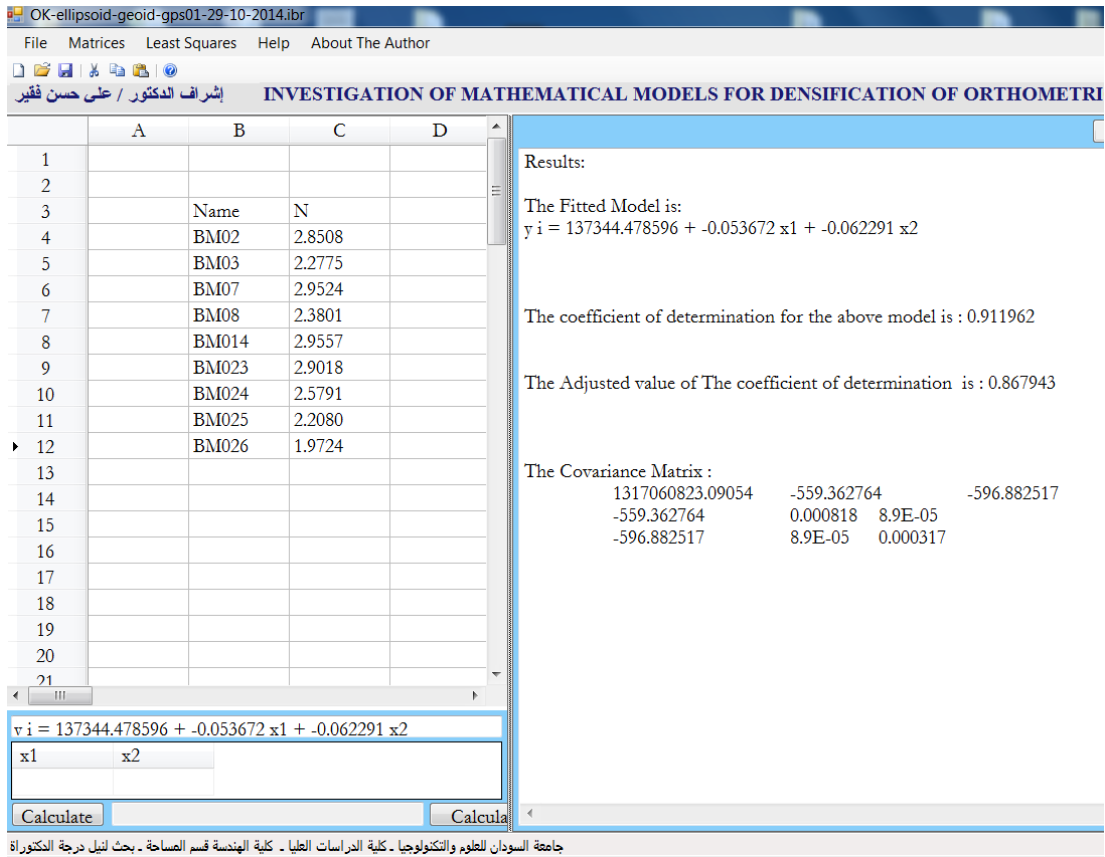 OK-ellipsoid-geoid-gps01-29-10-2014.ibr
File Matrices Least Squares Help About The Author
إشراف الدكتور / على حسن فقير INVESTIGATION OF MATHEMATICAL MODELS FOR DENSIFICATION OF ORTHOMETRI
A B C D
1
2
3 Name N
4 BM02 2.8508
5 BM03 2.2775
6 BM07 2.9524
7 BM08 2.3801
8 BM014 2.9557
9 BM023 2.9018
10 BM024 2.5791
11 BM025 2.2080
12 BM026 1.9724
13
14
15
16
17
18
19
20
21
y i = 137344.478596 + -0.053672 x1 + -0.062291 x2
x1 x2
Calculate Calcula
Results:
The Fitted Model is:
y i = 137344.478596 + -0.053672 x1 + -0.062291 x2
The coefficient of determination for the above model is : 0.911962
The Adjusted value of The coefficient of determination is : 0.867943
The Covariance Matrix :
1317060823.09054 -559.362764 -596.882517
-559.362764 0.000818 8.9E-05
-596.882517 8.9E-05 0.000317
جامعة السودان للعلوم والتكنولوجيا ـ كلية الدراسات العليا ـ كلية الهندسة قسم المساحة ـ بحث لنيل درجة الدكتوراة